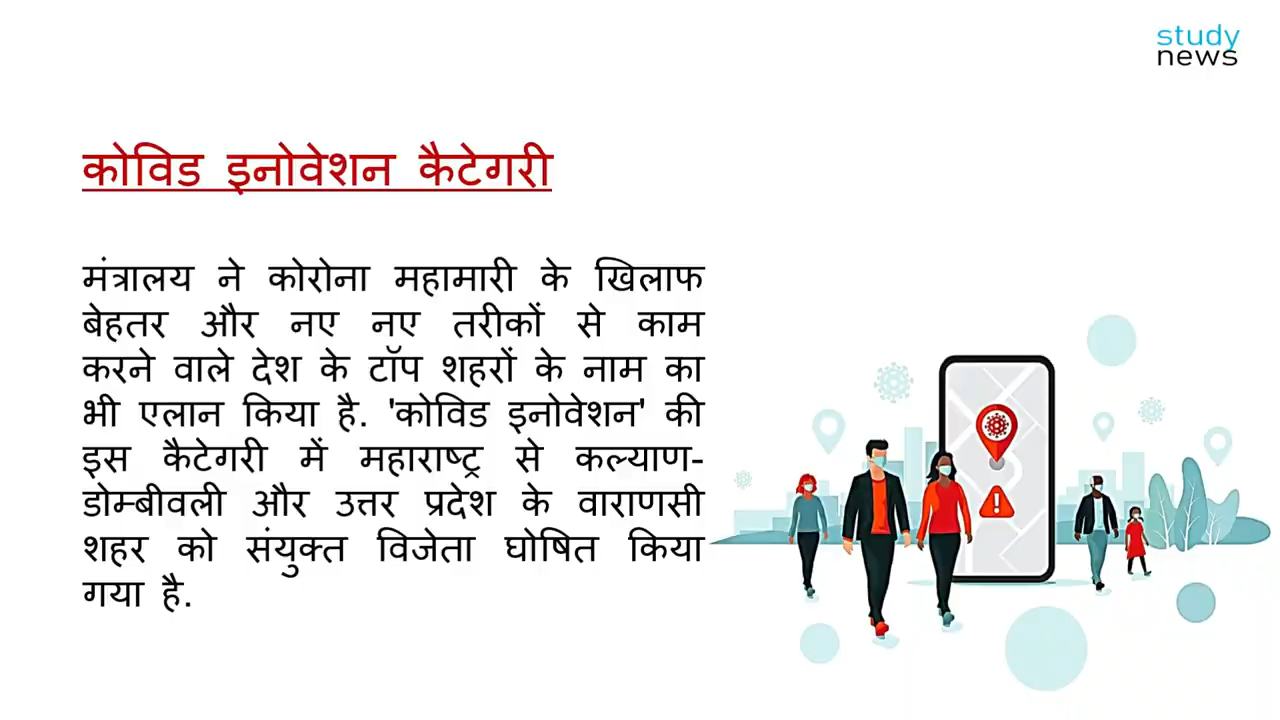 study
news
कोविड इनोवेशन कैटेगरी
मंत्रालय ने कोरोना महामारी के खिलाफ
बेहतर और नए नए तरीकों से काम
करने वाले देश के टॉप शहरों के नाम का
भी एलान किया है. 'कोविड इनोवेशन' की
इस कैटेगरी में महाराष्ट्र से कल्याण-
डोम्बीवली और उत्तर प्रदेश के वाराणसी
शहर को संयुक्त विजेता घोषित किया
गया है.